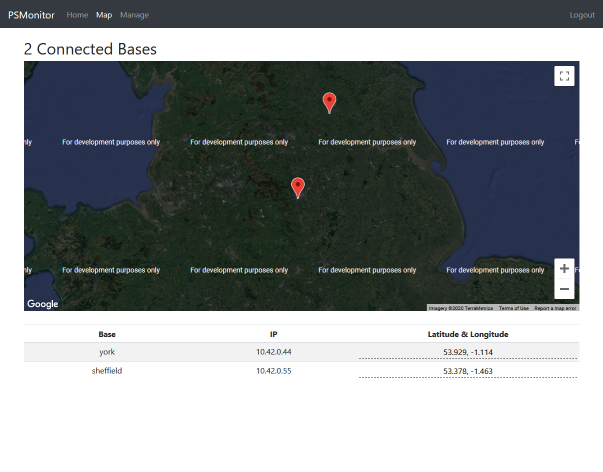 PSMonitor Home Map Manage Logout
2 Connected Bases
nly For development purposes only For development purposes only For development purposes only For development purposes only F
nly For development purposes only For development purposes only For development purposes only For development purposes only F
Google Imagery ©2020 TerraMetrics Terms of Use Report a map error
Base IP Latitude & Longitude
york 10.42.0.44 53.929, -1.114
sheffield 10.42.0.55 53.378, -1.463